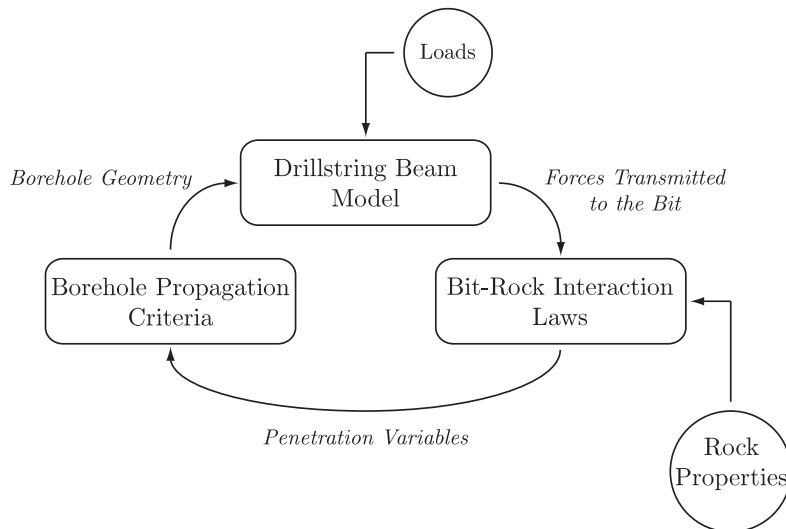 Loads
Drillstring Beam
Model
Borehole Geometry
Forces Transmitted
to the Bit
Borehole Propagation
Criteria
Bit-Rock Interaction
Laws
Penetration Variables
Rock
Properties